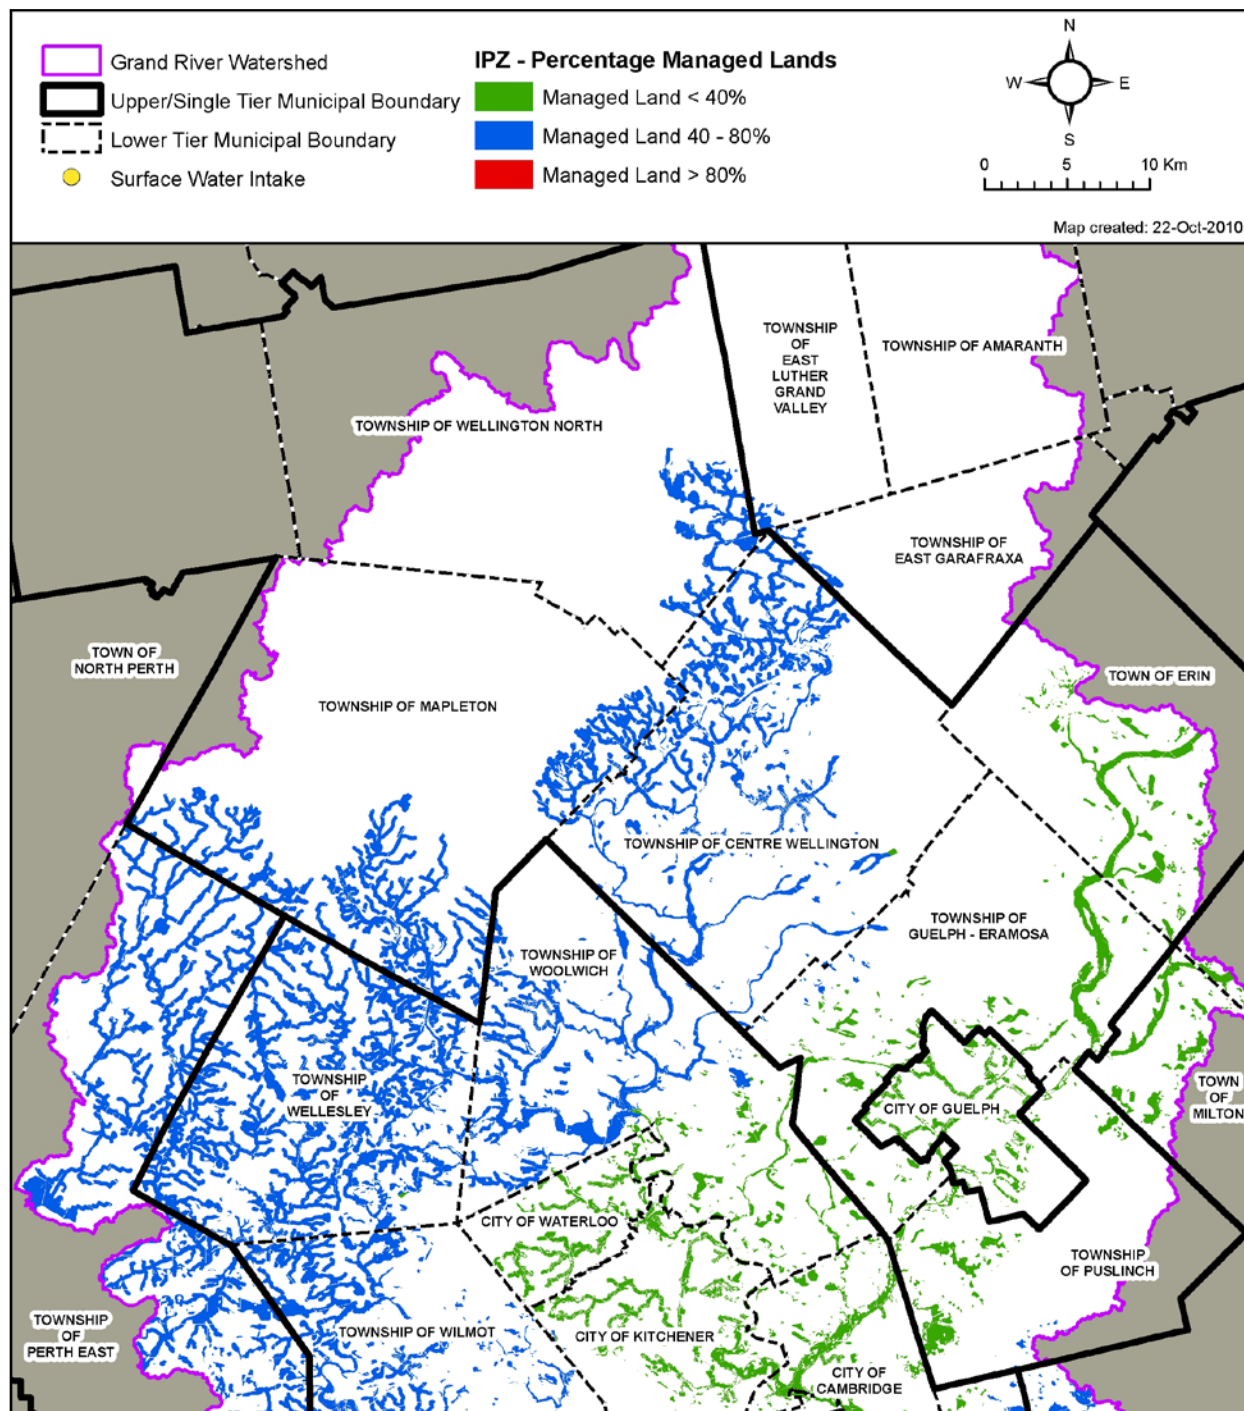 Grand River Watershed
Upper/Single Tier Municipal Boundary
Lower Tier Municipal Boundary
Surface Water Intake
IPZ - Percentage Managed Lands
Managed Land < 40%
Managed Land 40 - 80%
Managed Land > 80%
N
W
E
S
0 5 10 Km
Map created: 22-Oct-2010
TOWNSHIP
OF
EAST
LUTHER
GRAND
VALLEY
TOWNSHIP OF AMARANTH
TOWNSHIP OF WELLINGTON NORTH
TOWNSHIP OF
EAST GARAFRAXA
TOWN OF
NORTH PERTH
TOWN OF ERIN
TOWNSHIP OF MAPLETON
TOWNSHIP OF CENTRE WELLINGTON
TOWNSHIP OF
GUELPH - ERAMOSA
TOWNSHIP OF
WOOLWICH
TOWNSHIP
OF
WELLESLEY
CITY OF GUELPH
TOWN
OF
MILTON
CITY OF WATERLOO
TOWNSHIP
OF PUSLINCH
TOWNSHIP
OF
PERTH EAST
TOWNSHIP OF WILMOT
CITY OF KITCHENER
CITY OF
CAMBRIDGE